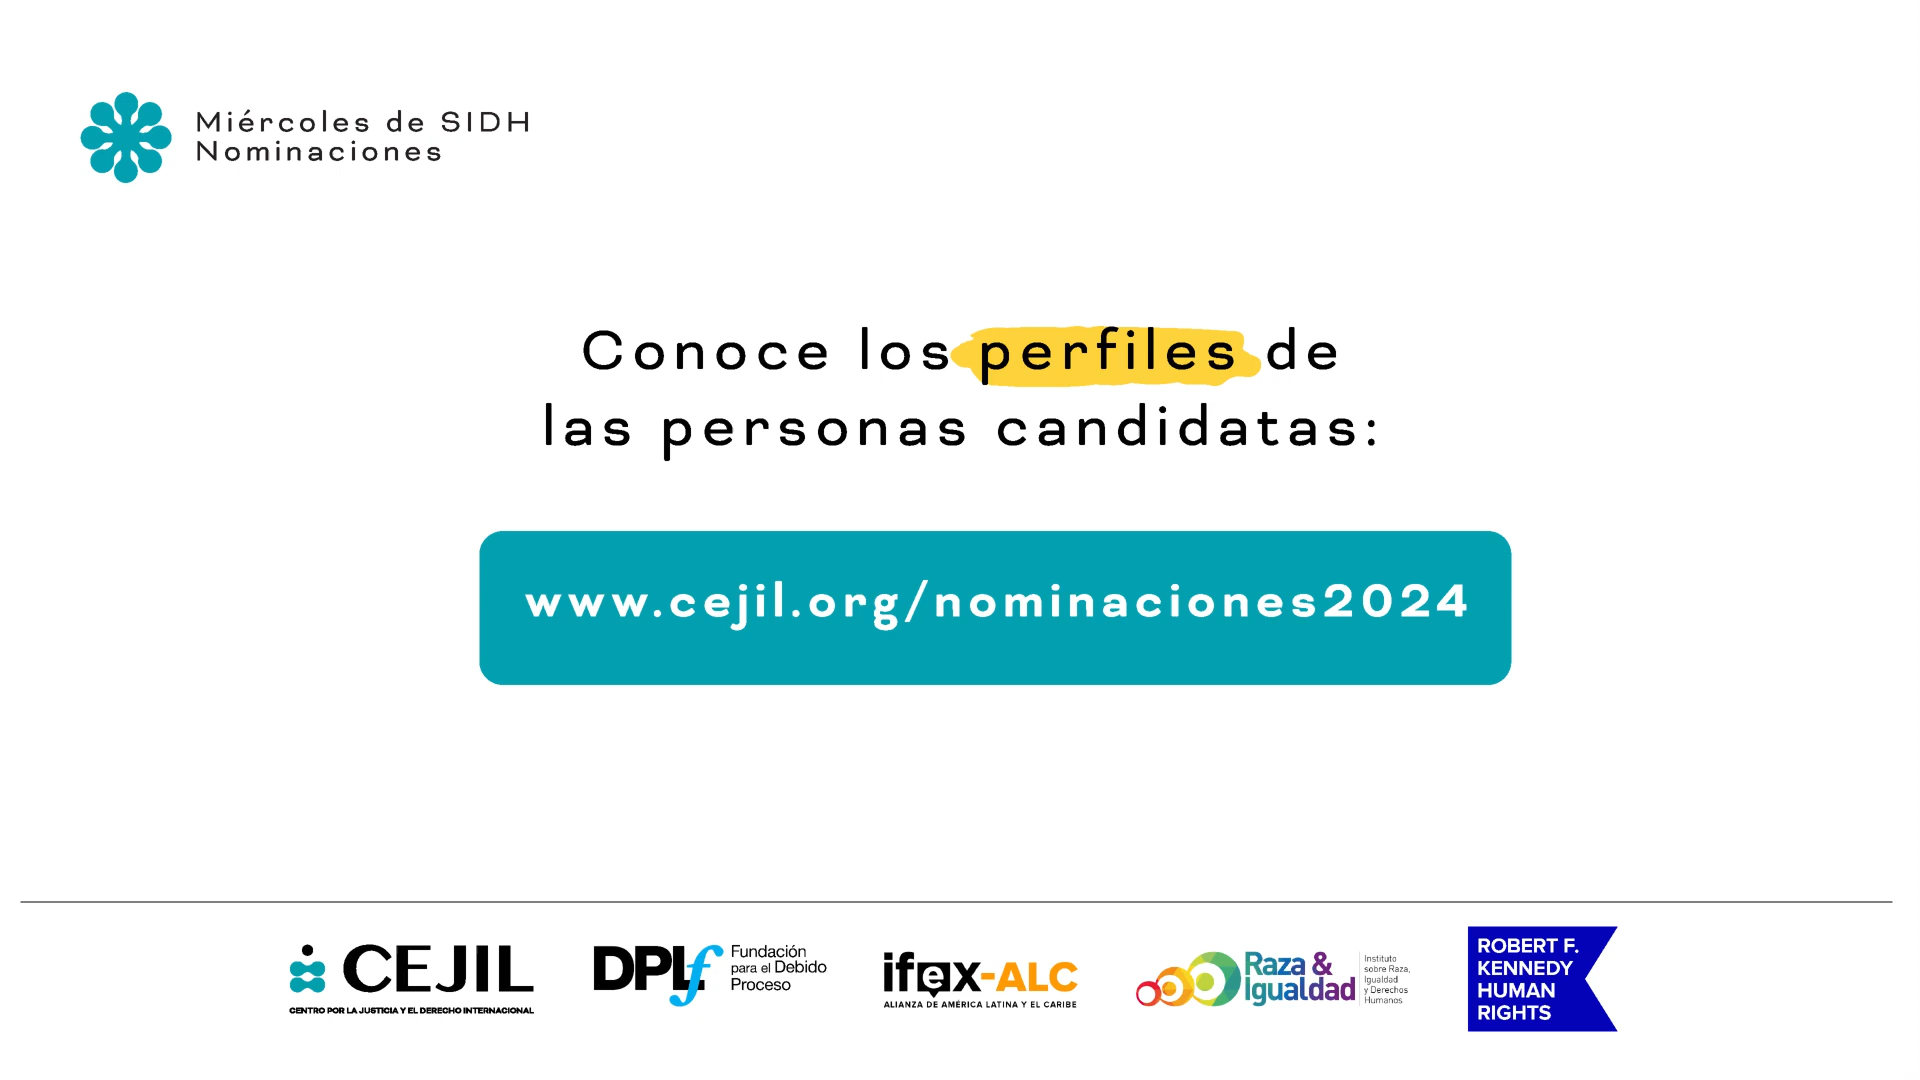 Miércoles de SIDH
Nominaciones
Conoce los perfiles de
las personas candidatas:
www.cejil.org/nominaciones2024
CEJIL
CENTRO POR LA JUSTICIA Y EL DERECHO INTERNACIONAL
DPLf
Fundación
para el Debido
Proceso
ifex-ALC
ALIANZA DE AMÉRICA LATINA Y EL CARIBE
Raza &
Igualdad
Instituto
sobre Raza,
Igualdad
y Derechos
Humanos
ROBERT F.
KENNEDY
HUMAN
RIGHTS